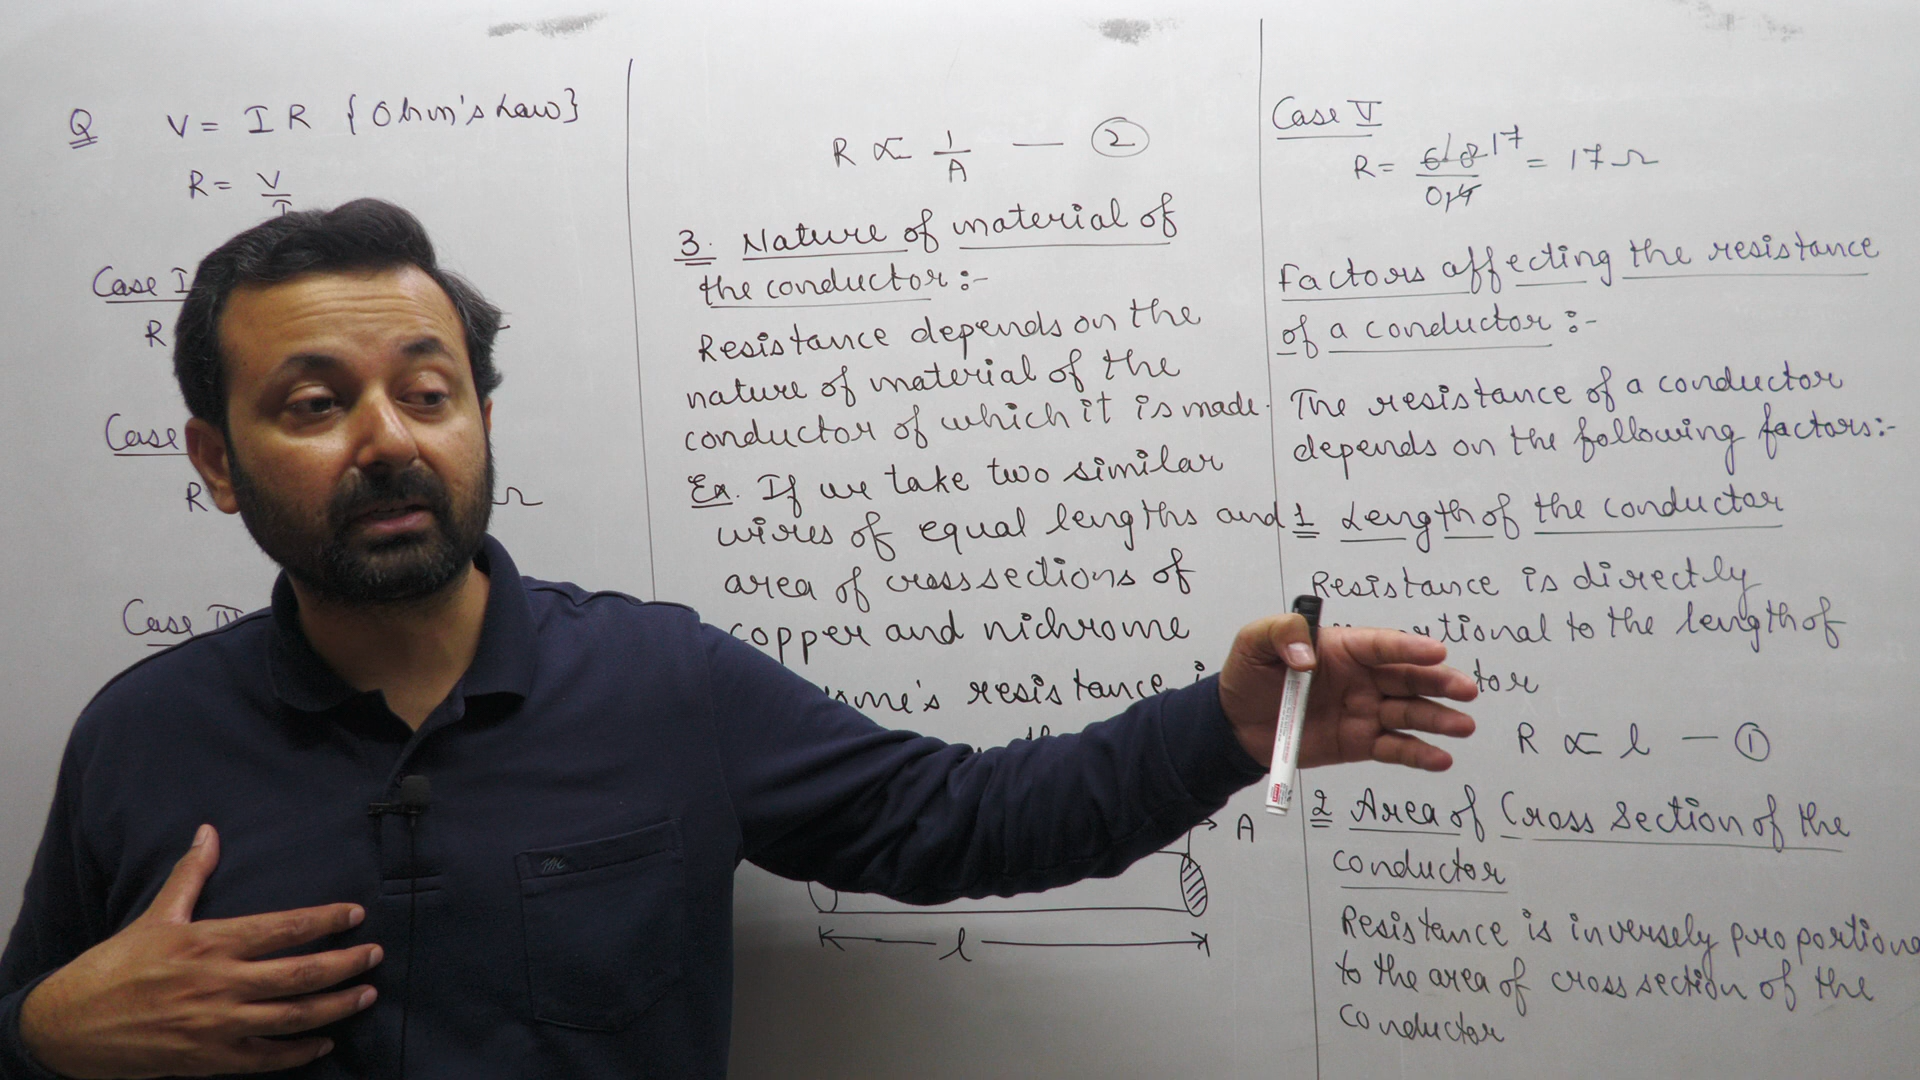 Q V = I R {Ohm's Law}
R = V/I
Case I
R
Case
R Ω
Case III
R ∝ 1/A — ②
3. Nature of material of
the conductor :-
Resistance depends on the
nature of material of the
conductor of which it is made.
Ex. If we take two similar
wires of equal lengths and
area of cross sections of
copper and nichrome
resistance
A
l
Case V
R = 6.8 17 / 0.4 = 17 Ω
Factors affecting the resistance
of a conductor :-
The resistance of a conductor
depends on the following factors:-
1 Length of the conductor
Resistance is directly
to the length of
R ∝ l — ①
2 Area of Cross Section of the
conductor
Resistance is inversely proportiona
to the area of cross section of the
conductor